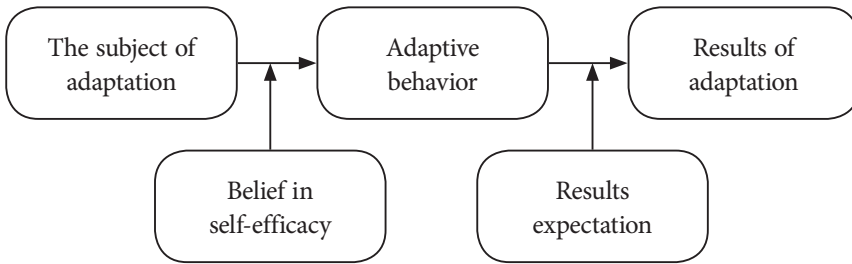 The subject of
adaptation
Adaptive
behavior
Results of
adaptation
Belief in
self-efficacy
Results
expectation